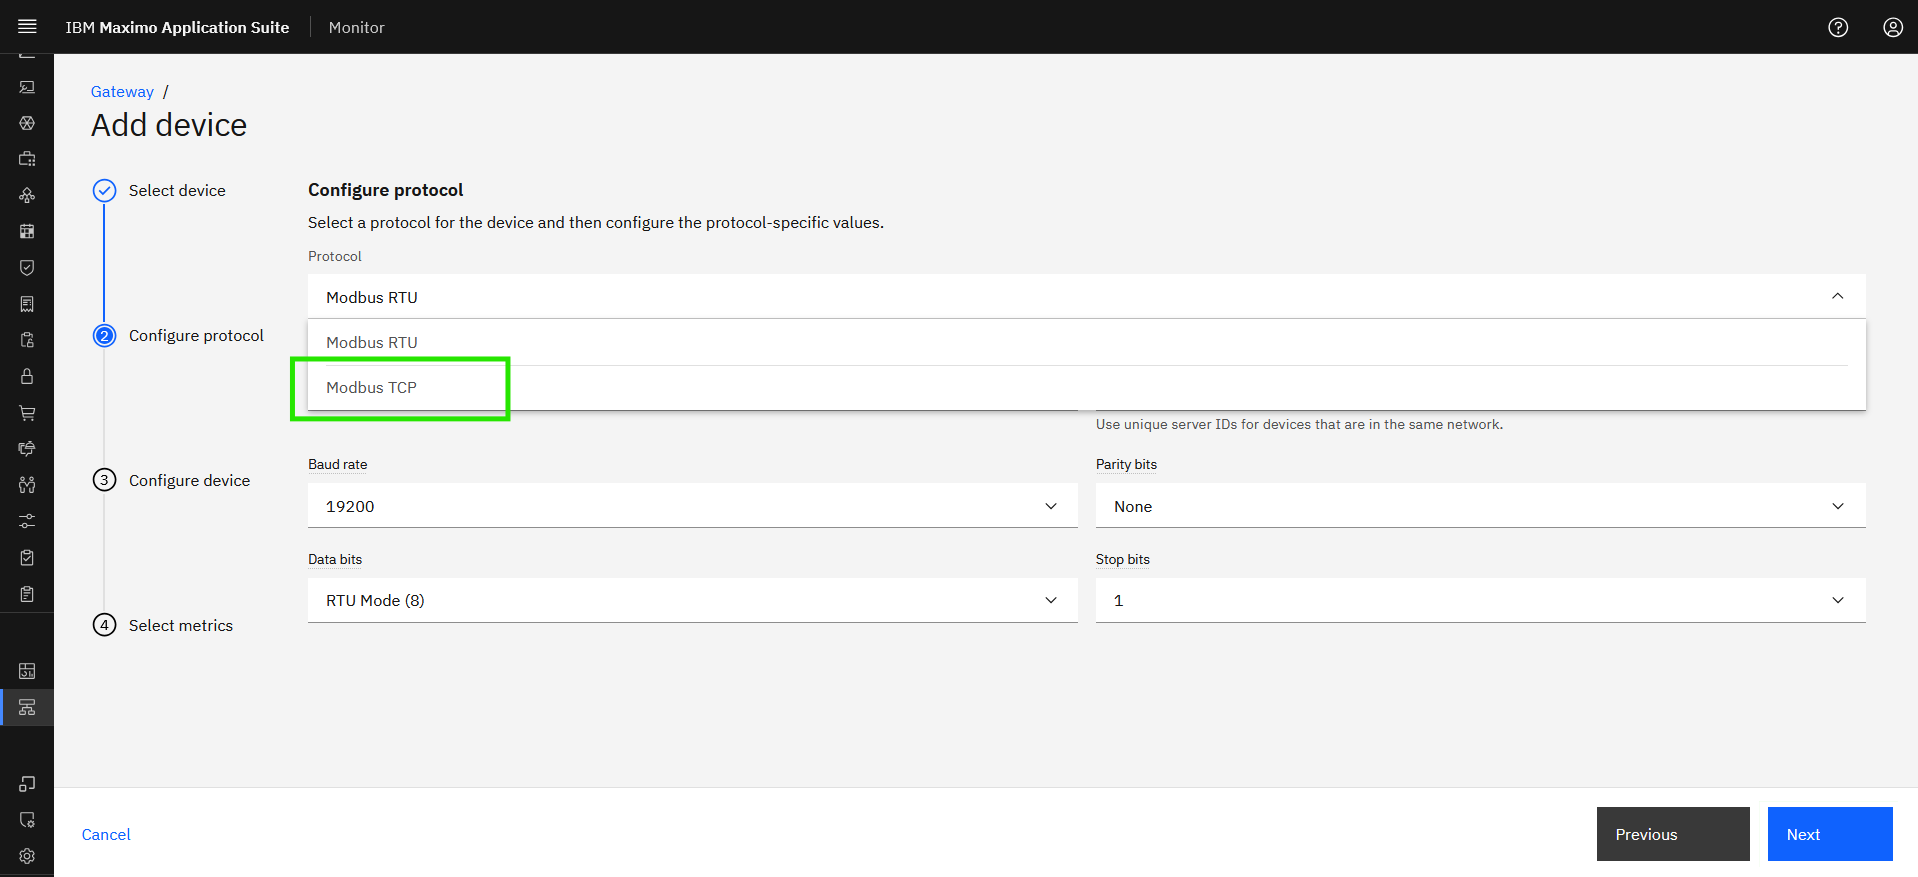 IBM Maximo Application Suite Monitor
Gateway /
Add device
Select device
Configure protocol
Select a protocol for the device and then configure the protocol-specific values.
Protocol
Modbus RTU
2 Configure protocol
Modbus RTU
Modbus TCP
Use unique server IDs for devices that are in the same network.
3 Configure device
Baud rate
19200
Parity bits
None
Data bits
RTU Mode (8)
Stop bits
1
4 Select metrics
Cancel
Previous
Next